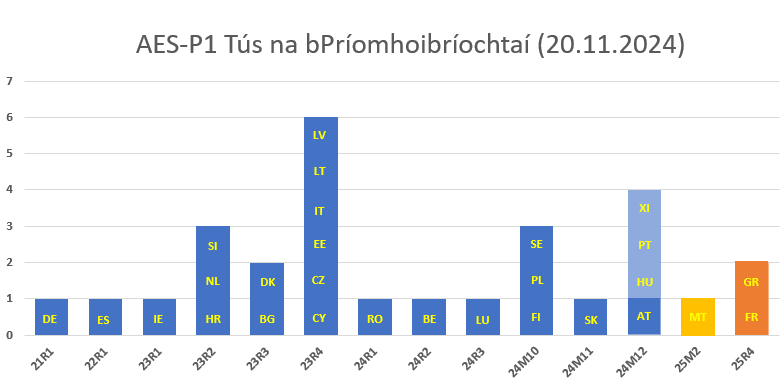 AES-P1 Tús na bPríomhoibríochtaí (20.11.2024)
7
6
5
4
3
2
1
0
DE
ES
IE
SI
NL
HR
DK
BG
LV
LT
IT
EE
CZ
CY
RO
BE
LU
SE
PL
FI
SK
XI
PT
HU
AT
MT
GR
FR
21R1
22R1
23R1
23R2
23R3
23R4
24R1
24R2
24R3
24M10
24M11
24M12
25M2
25R4